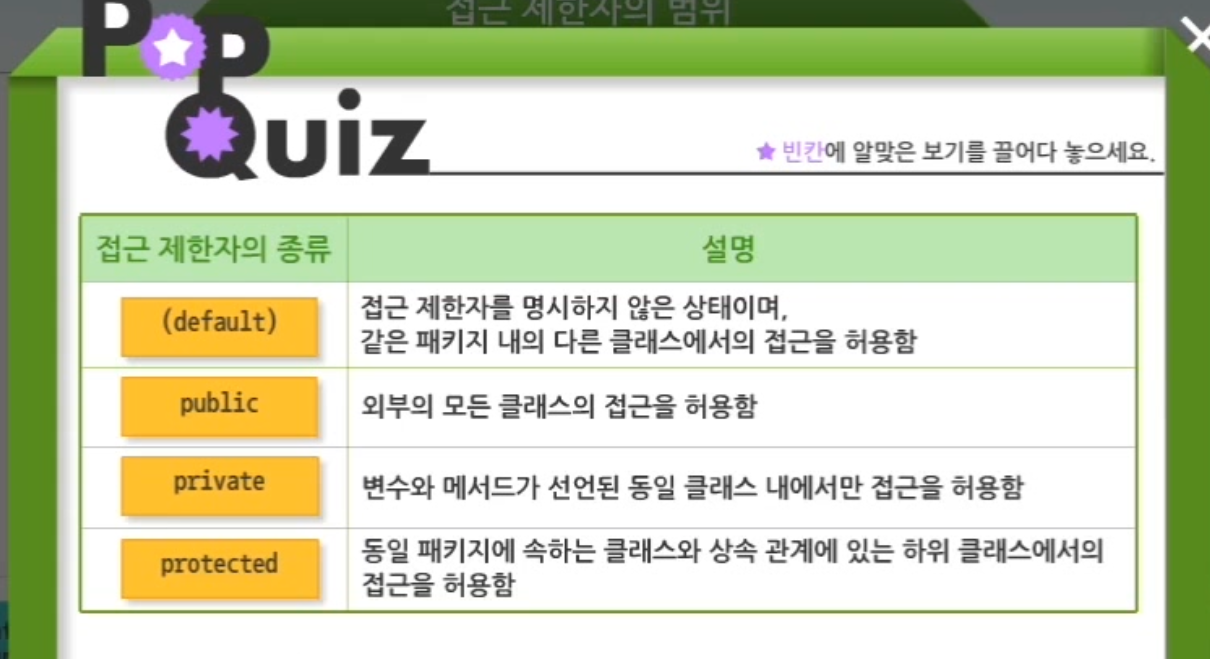 접근 제한자의 범위
PoP
Quiz
빈칸에 알맞은 보기를 끌어다 놓으세요.
접근 제한자의 종류 설명
(default) 접근 제한자를 명시하지 않은 상태이며,
같은 패키지 내의 다른 클래스에서의 접근을 허용함
public 외부의 모든 클래스의 접근을 허용함
private 변수와 메서드가 선언된 동일 클래스 내에서만 접근을 허용함
protected 동일 패키지에 속하는 클래스와 상속 관계에 있는 하위 클래스에서의
접근을 허용함